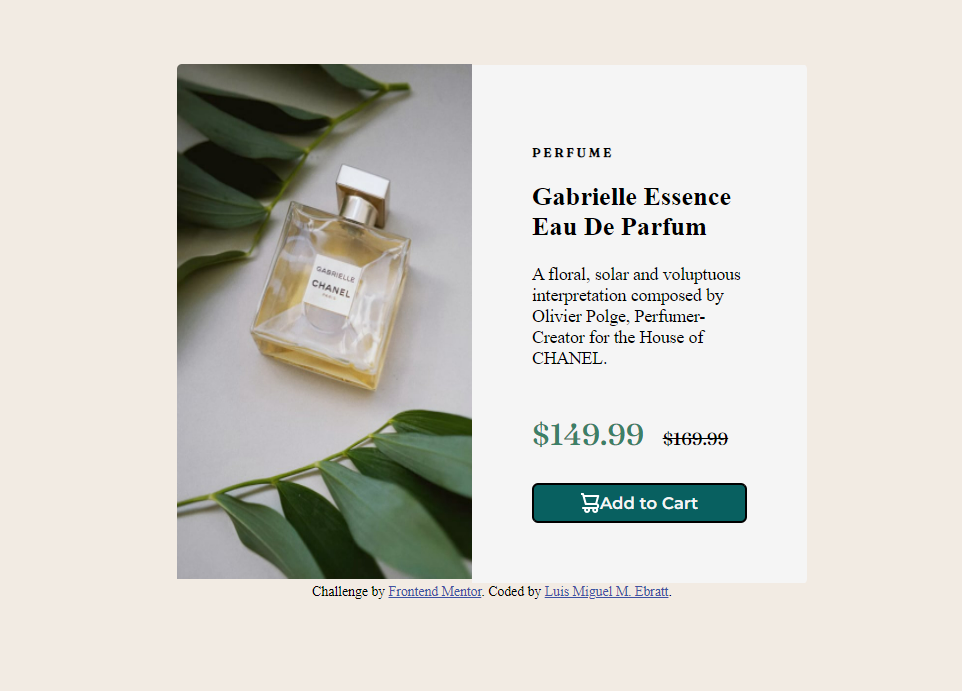 GABRIELLE
CHANEL
PARIS
PERFUME
Gabrielle Essence
Eau De Parfum
A floral, solar and voluptuous
interpretation composed by
Olivier Polge, Perfumer-
Creator for the House of
CHANEL.
$149.99 $169.99
Add to Cart
Challenge by Frontend Mentor. Coded by Luis Miguel M. Ebratt.